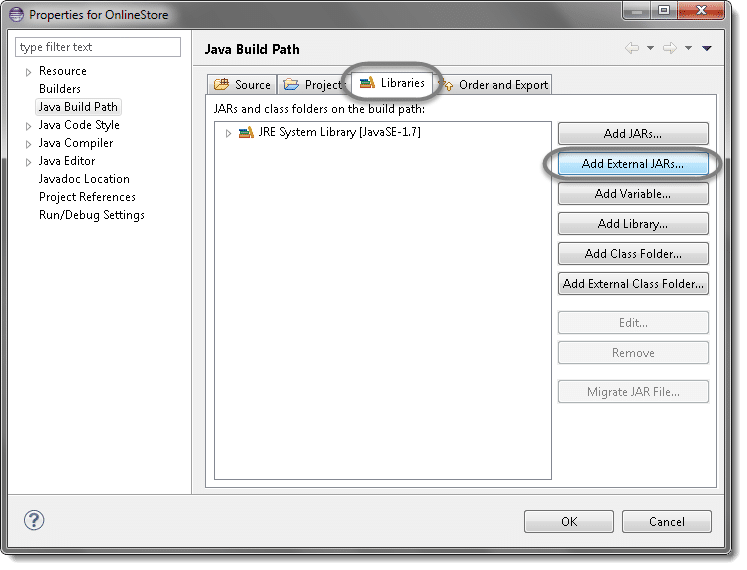 Properties for OnlineStore
type filter text
Resource
Builders
Java Build Path
Java Code Style
Java Compiler
Java Editor
Javadoc Location
Project References
Run/Debug Settings
Java Build Path
Source Project Libraries Order and Export
JARs and class folders on the build path:
JRE System Library [JavaSE-1.7]
Add JARs...
Add External JARs...
Add Variable...
Add Library...
Add Class Folder...
Add External Class Folder...
Edit...
Remove
Migrate JAR File...
?
OK Cancel